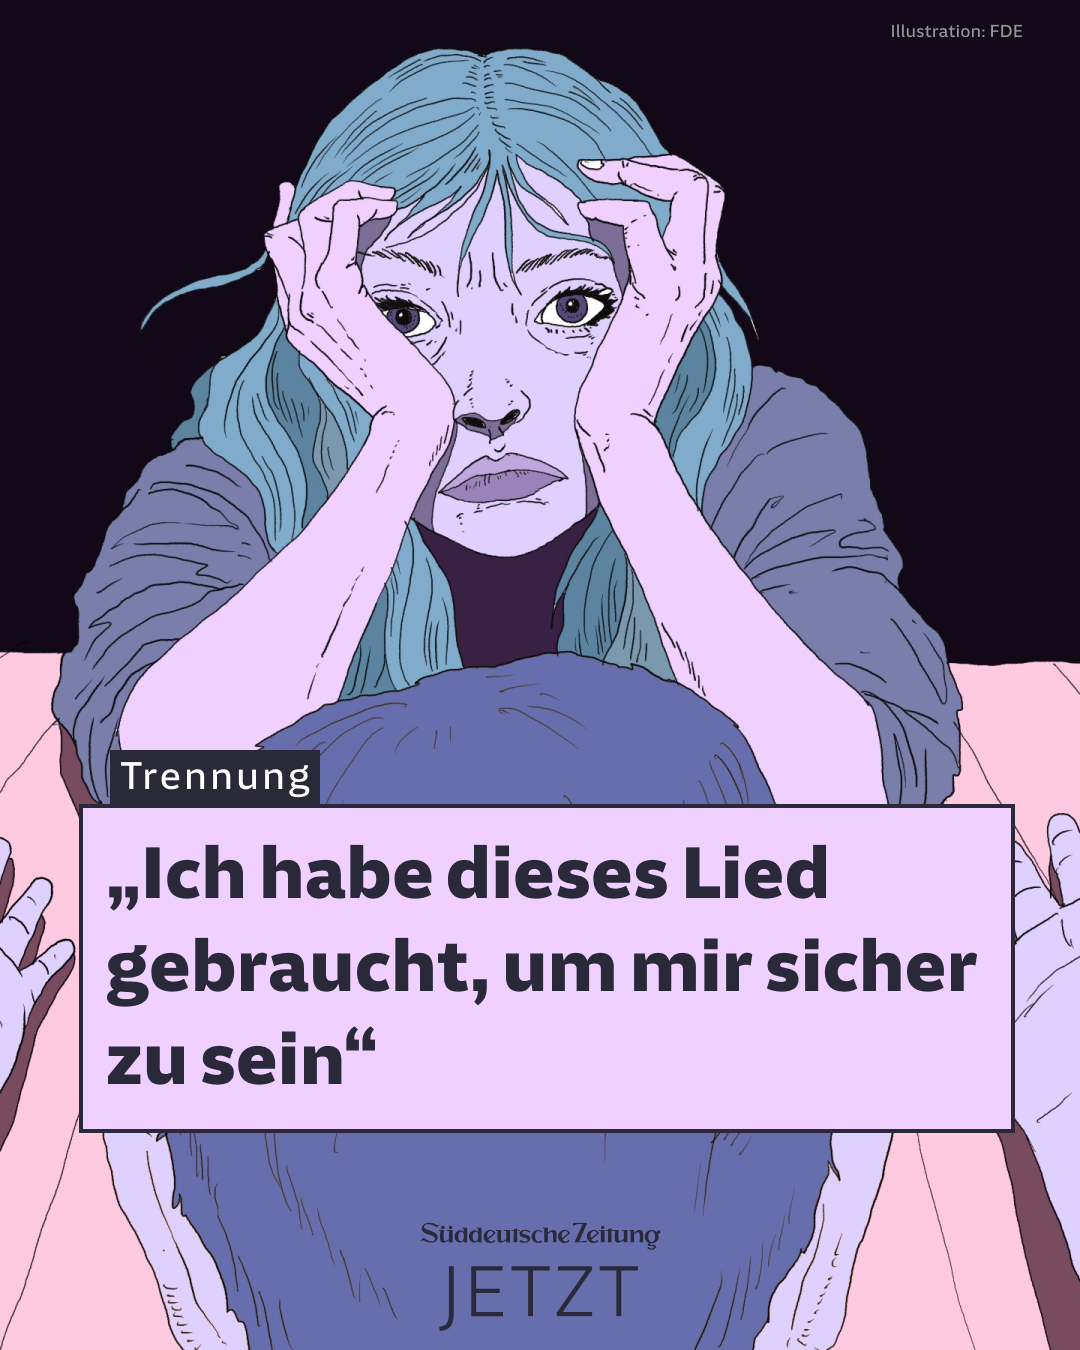 Illustration: FDE
Trennung
„Ich habe dieses Lied
gebraucht, um mir sicher
zu sein“
Süddeutsche Zeitung
JETZT